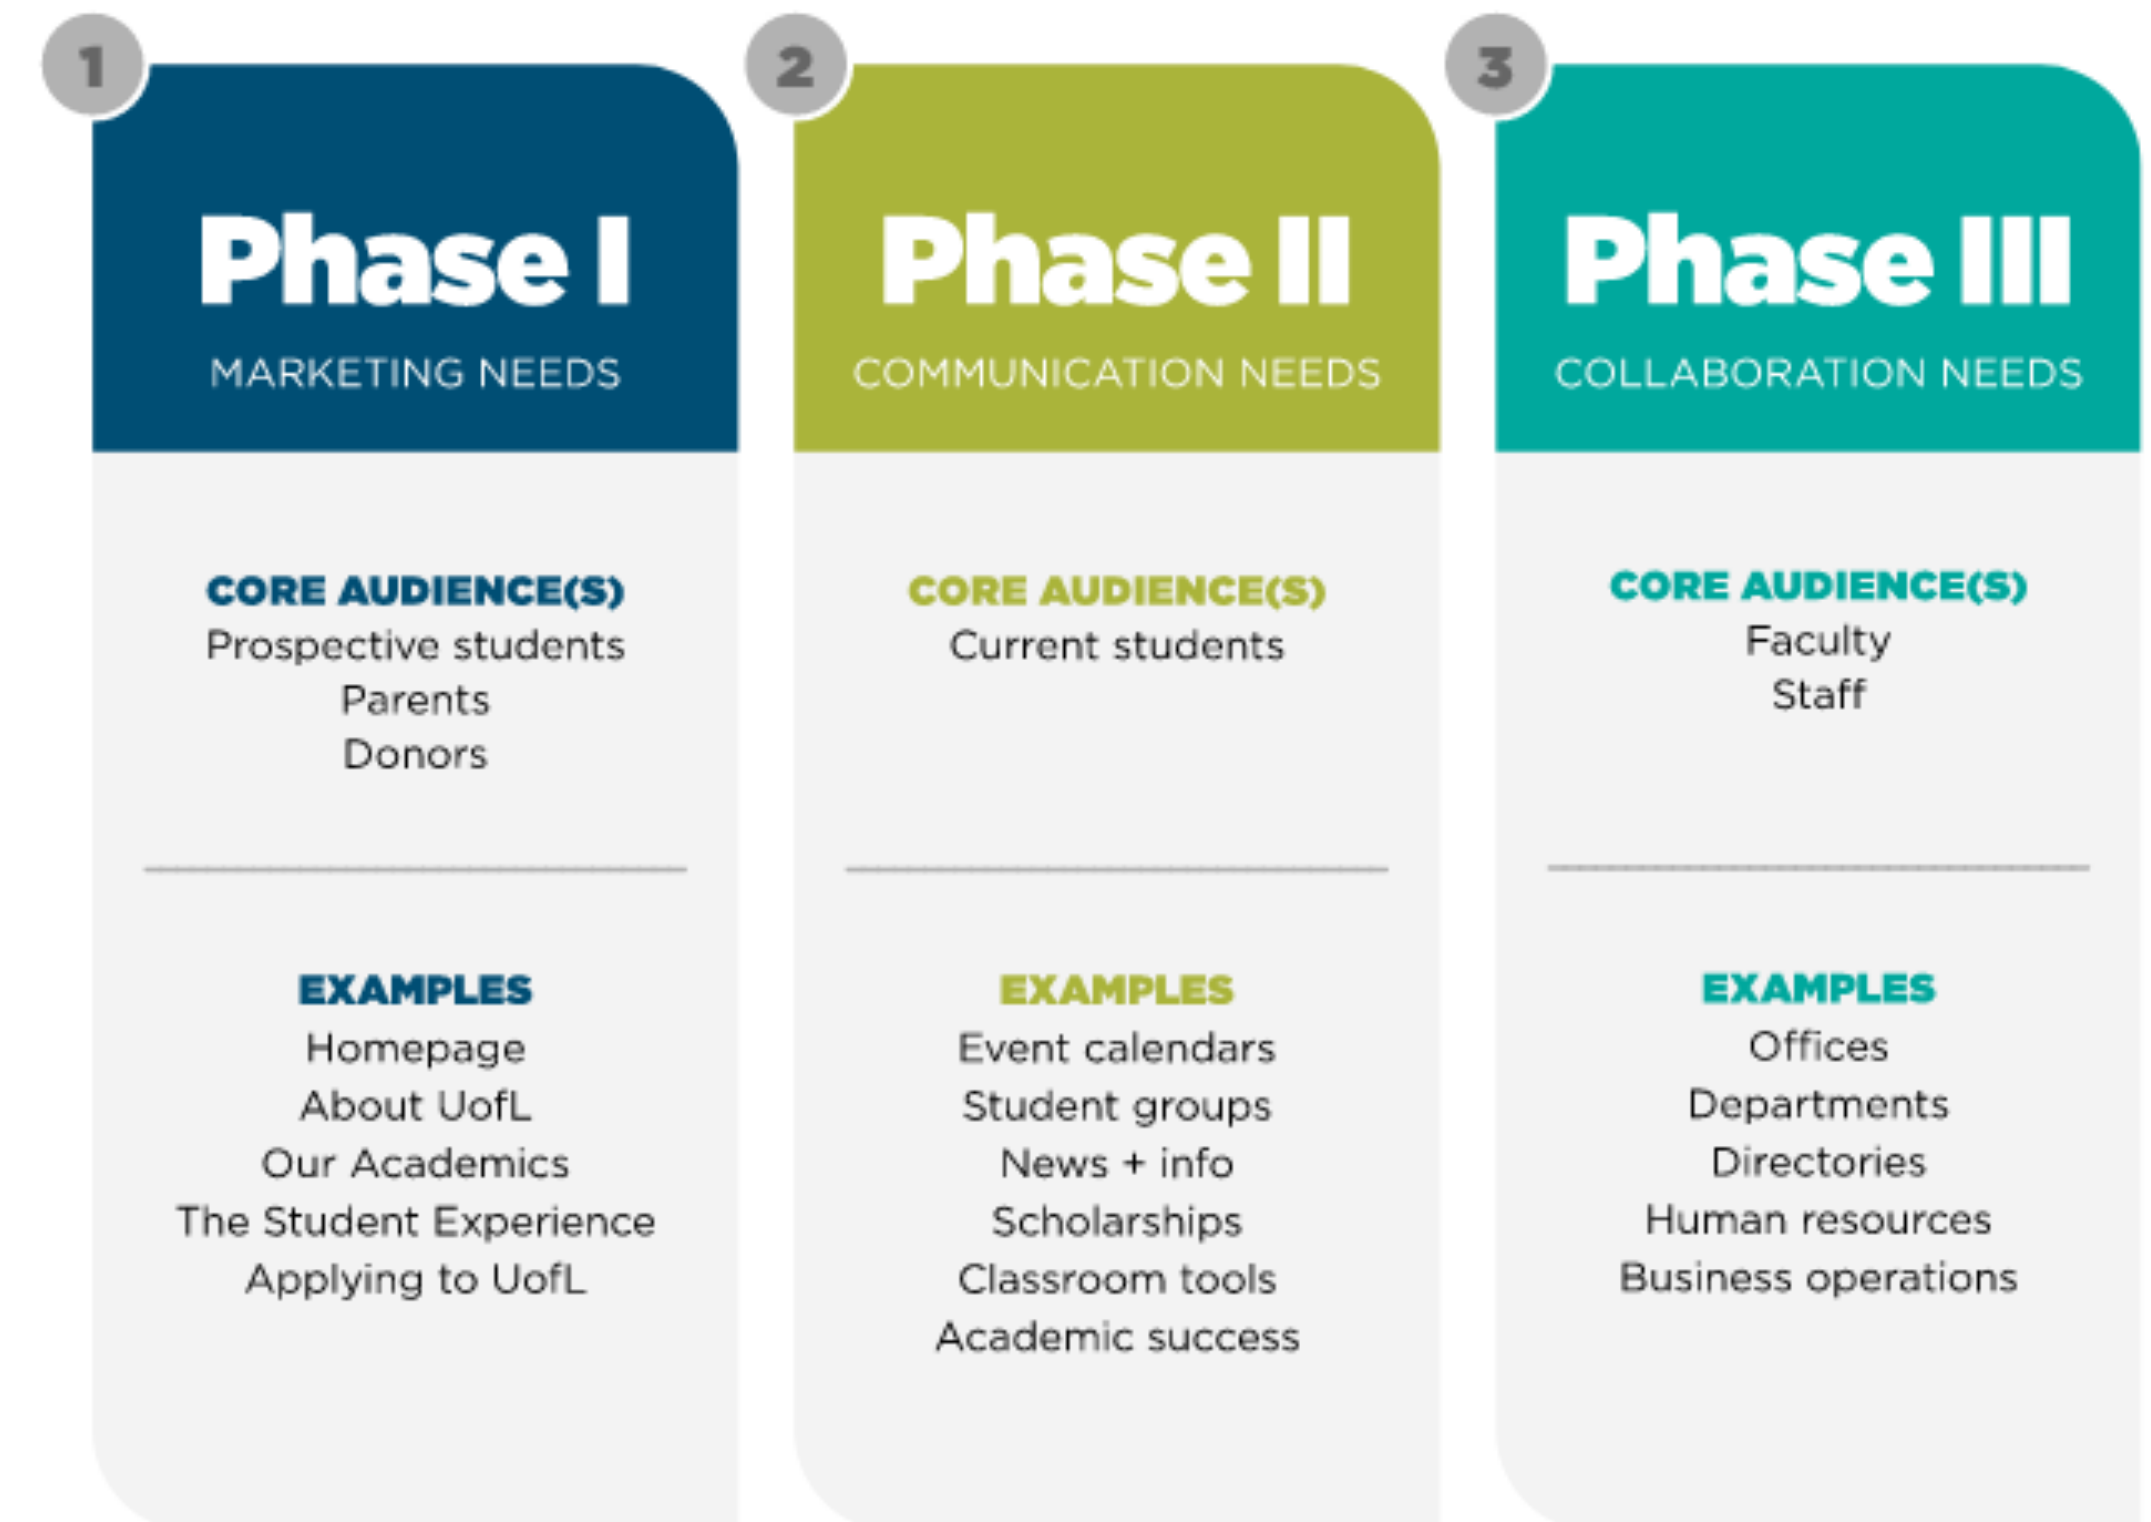 1
Phase I
MARKETING NEEDS
CORE AUDIENCE(S)
Prospective students
Parents
Donors
EXAMPLES
Homepage
About UofL
Our Academics
The Student Experience
Applying to UofL
2
Phase II
COMMUNICATION NEEDS
CORE AUDIENCE(S)
Current students
EXAMPLES
Event calendars
Student groups
News + info
Scholarships
Classroom tools
Academic success
3
Phase III
COLLABORATION NEEDS
CORE AUDIENCE(S)
Faculty
Staff
EXAMPLES
Offices
Departments
Directories
Human resources
Business operations